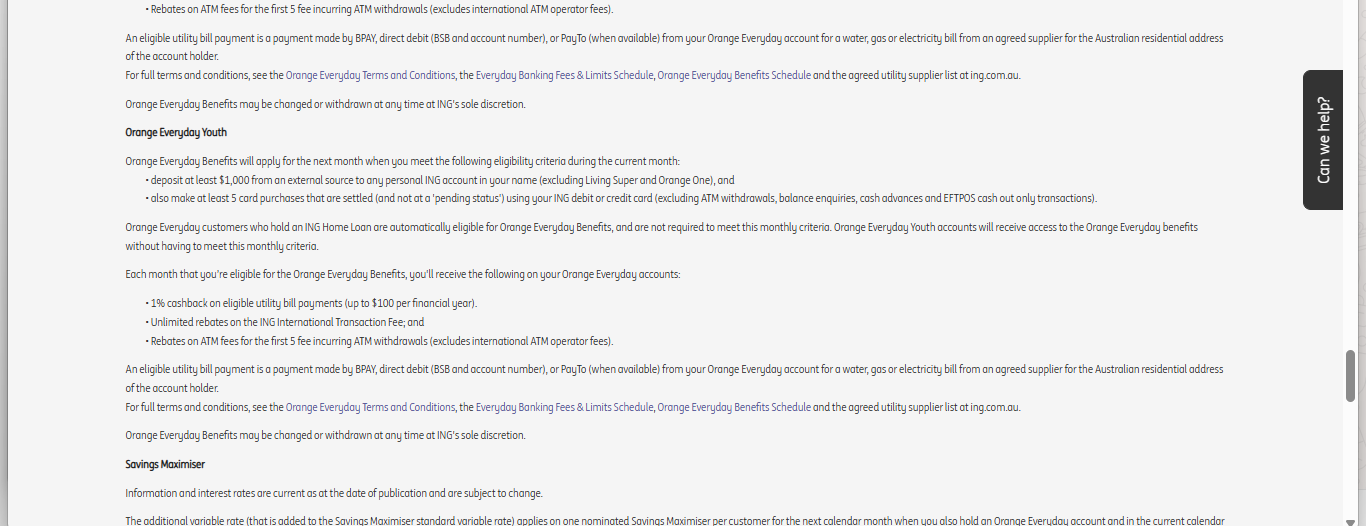 • Rebates on ATM fees for the first 5 fee incurring ATM withdrawals (excludes international ATM operator fees).
An eligible utility bill payment is a payment made by BPAY, direct debit (BSB and account number), or PayTo (when available) from your Orange Everyday account for a water, gas or electricity bill from an agreed supplier for the Australian residential address
of the account holder.
For full terms and conditions, see the Orange Everyday Terms and Conditions, the Everyday Banking Fees & Limits Schedule, Orange Everyday Benefits Schedule and the agreed utility supplier list at ing.com.au.
Orange Everyday Benefits may be changed or withdrawn at any time at ING's sole discretion.
Orange Everyday Youth
Orange Everyday Benefits will apply for the next month when you meet the following eligibility criteria during the current month:
• deposit at least $1,000 from an external source to any personal ING account in your name (excluding Living Super and Orange One), and
• also make at least 5 card purchases that are settled (and not at a 'pending status') using your ING debit or credit card (excluding ATM withdrawals, balance enquiries, cash advances and EFTPOS cash out only transactions).
Orange Everyday customers who hold an ING Home Loan are automatically eligible for Orange Everyday Benefits, and are not required to meet this monthly criteria. Orange Everyday Youth accounts will receive access to the Orange Everyday benefits
without having to meet this monthly criteria.
Each month that you're eligible for the Orange Everyday Benefits, you'll receive the following on your Orange Everyday accounts:
• 1% cashback on eligible utility bill payments (up to $100 per financial year).
• Unlimited rebates on the ING International Transaction Fee; and
• Rebates on ATM fees for the first 5 fee incurring ATM withdrawals (excludes international ATM operator fees).
An eligible utility bill payment is a payment made by BPAY, direct debit (BSB and account number), or PayTo (when available) from your Orange Everyday account for a water, gas or electricity bill from an agreed supplier for the Australian residential address
of the account holder.
For full terms and conditions, see the Orange Everyday Terms and Conditions, the Everyday Banking Fees & Limits Schedule, Orange Everyday Benefits Schedule and the agreed utility supplier list at ing.com.au.
Orange Everyday Benefits may be changed or withdrawn at any time at ING's sole discretion.
Savings Maximiser
Information and interest rates are current as at the date of publication and are subject to change.
The additional variable rate (that is added to the Savings Maximiser standard variable rate) applies on one nominated Savings Maximiser per customer for the next calendar month when you also hold an Orange Everyday account and in the current calendar
Can we help?